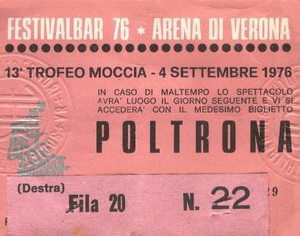 FESTIVALBAR 76 * ARENA DI VERONA
13° TROFEO MOCCIA - 4 SETTEMBRE 1976
IN CASO DI MALTEMPO LO SPETTACOLO
AVRA' LUOGO IL GIORNO SEGUENTE E VI SI
ACCEDERA' CON IL MEDESIMO BIGLIETTO
POLTRONA
(Destra)
Fila 20 N. 22